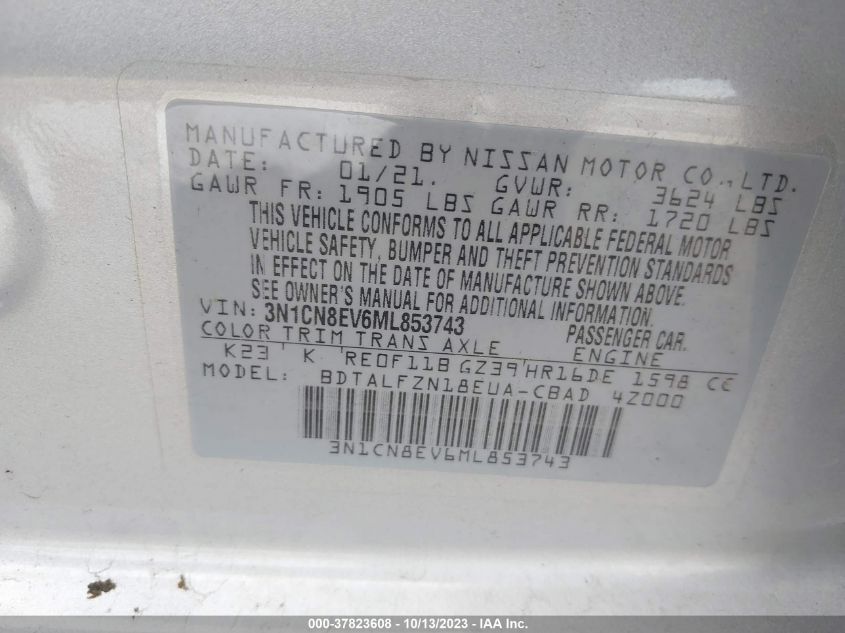 MANUFACTURED BY NISSAN MOTOR CO., LTD.
DATE: 01/21. GVWR: 3624 LBS
GAWR FR: 1905 LBS GAWR RR: 1720 LBS
THIS VEHICLE CONFORMS TO ALL APPLICABLE FEDERAL MOTOR
VEHICLE SAFETY, BUMPER AND THEFT PREVENTION STANDARDS
IN EFFECT ON THE DATE OF MANUFACTURE SHOWN ABOVE.
SEE OWNER'S MANUAL FOR ADDITIONAL INFORMATION.
VIN: 3N1CN8EV6ML853743 PASSENGER CAR.
COLOR TRIM TRANS AXLE ENGINE
K23 ' K 'RE0F11B GZ39'HR16DE 1598 CC
MODEL: BDTALFZN18EUA-CBAD 4Z000
3N1CN8EV6ML853743
000-37823608 - 10/13/2023 - IAA Inc.